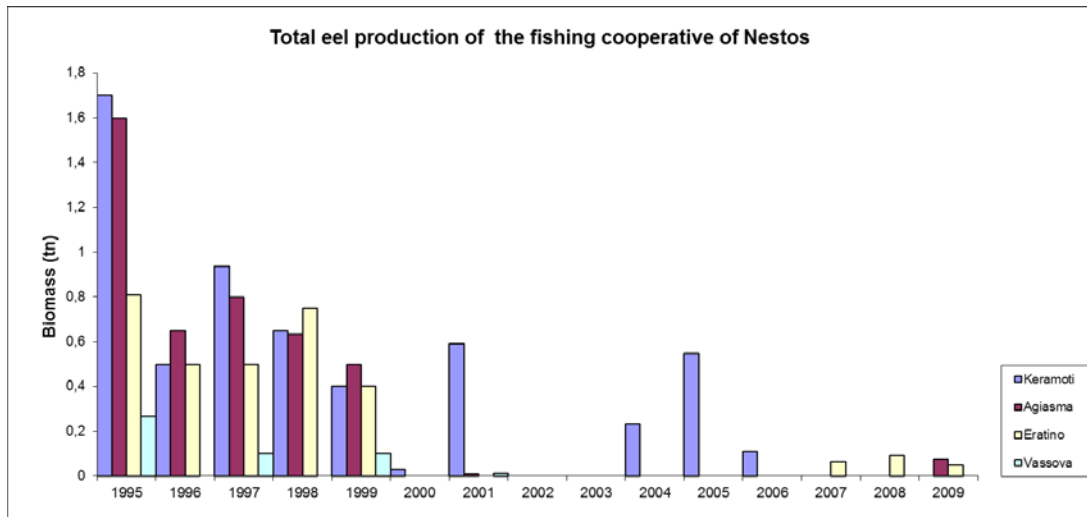 Total eel production of the fishing cooperative of Nestos
1,8
1,6
1,4
1,2
1
0,8
0,6
0,4
0,2
0
Biomass (tn)
1995 1996 1997 1998 1999 2000 2001 2002 2003 2004 2005 2006 2007 2008 2009
Keramoti
Agiasma
Eratino
Vassova